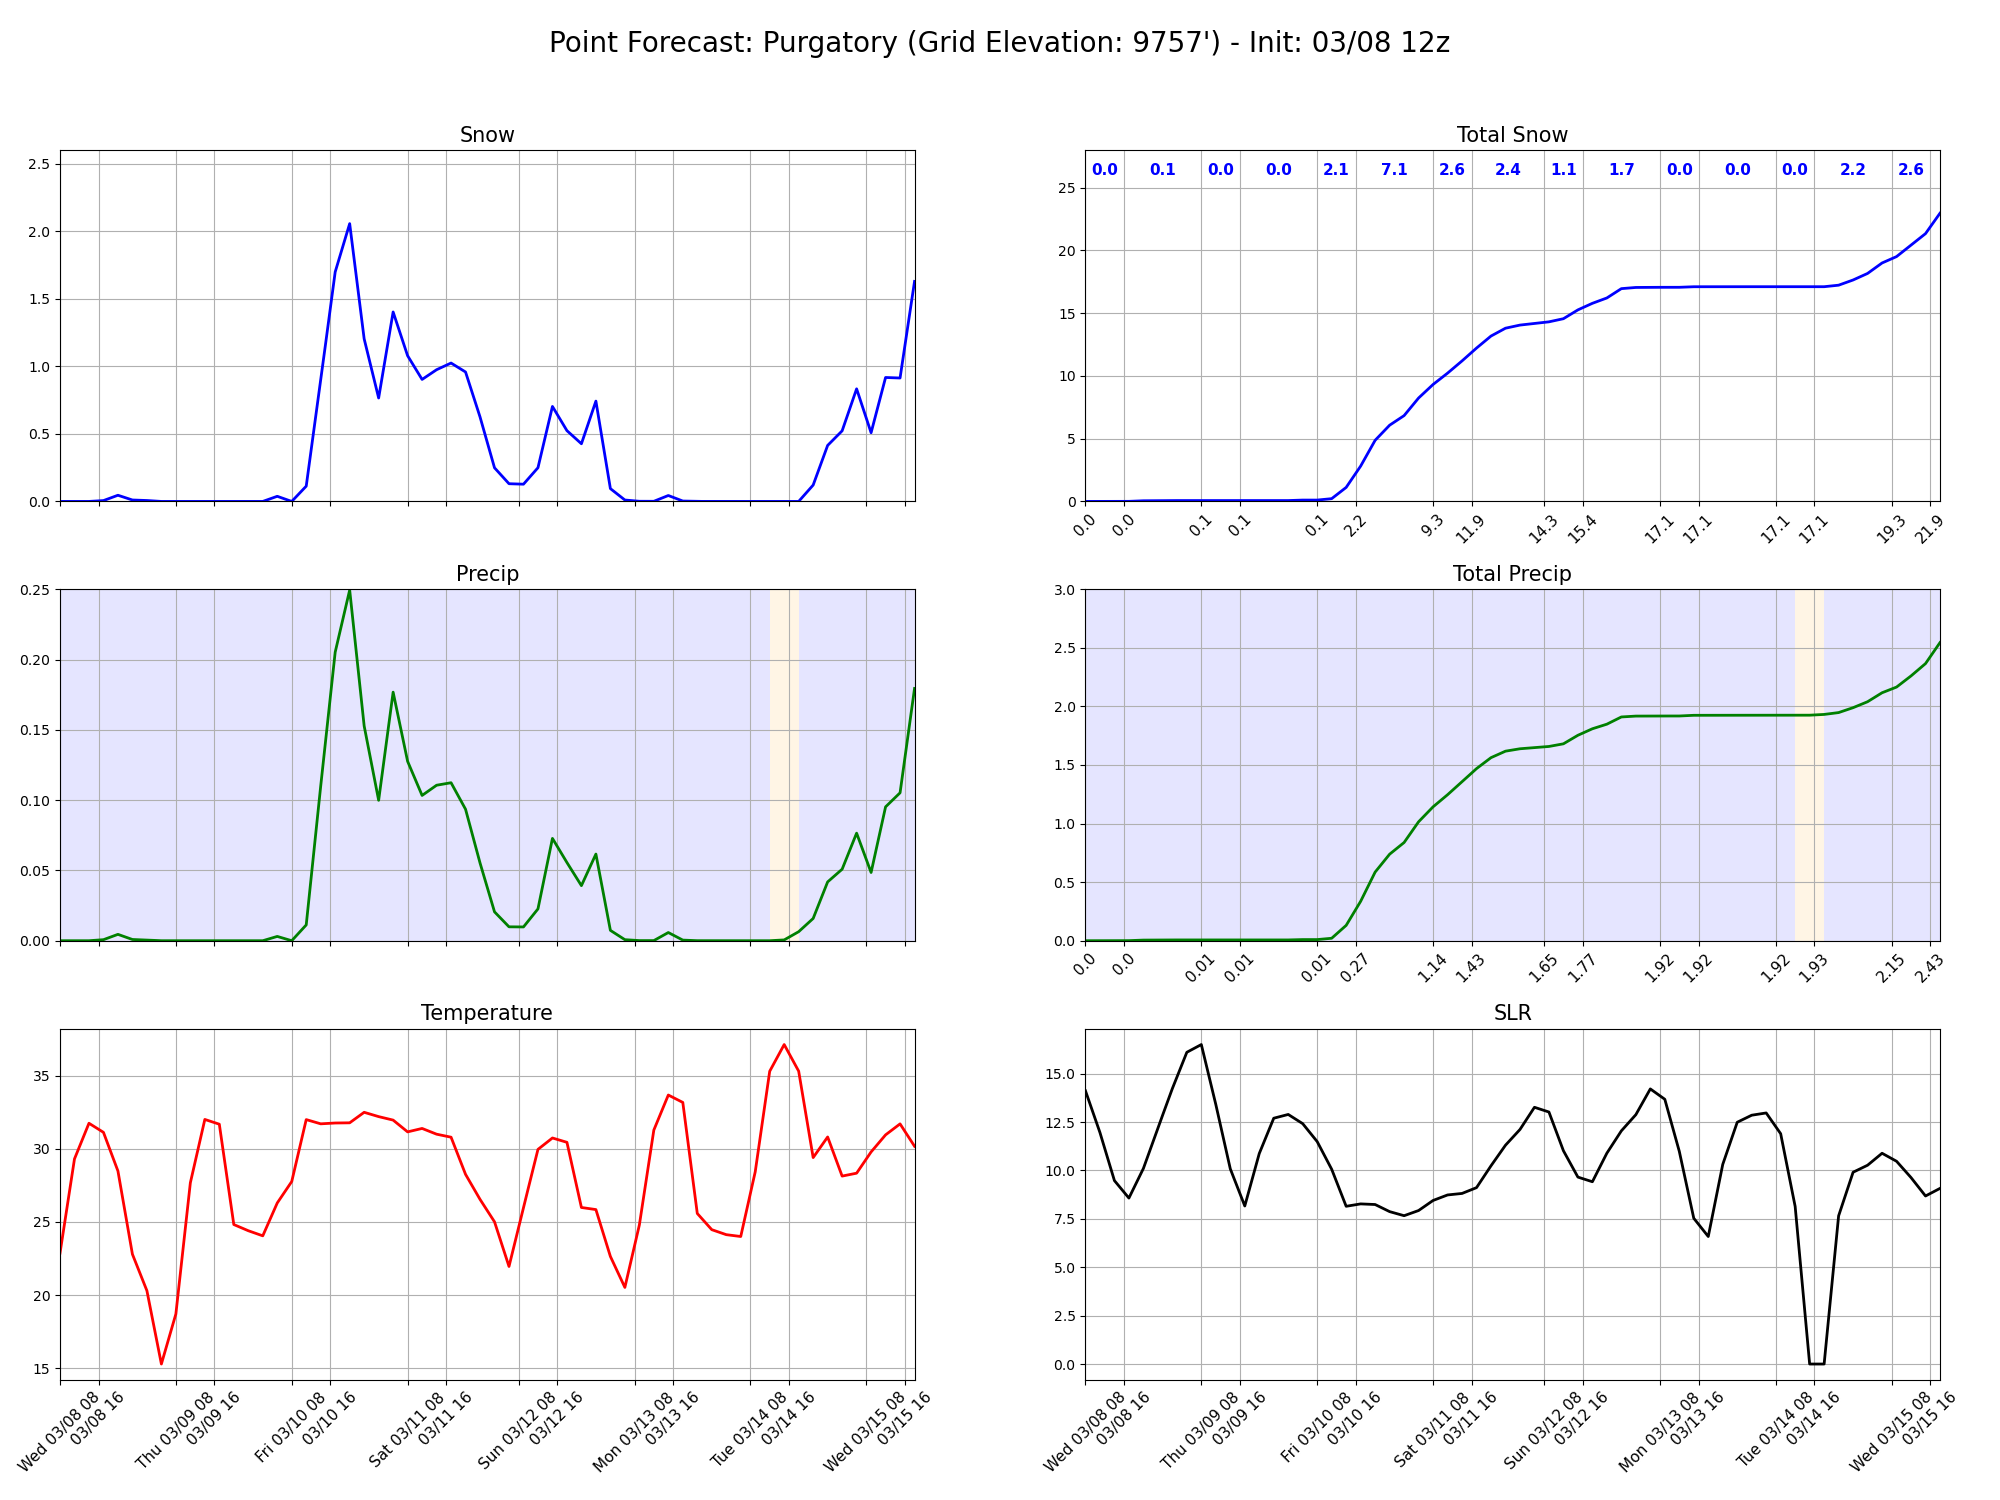 Point Forecast: Purgatory (Grid Elevation: 9757') - Init: 03/08 12z
Snow
2.5
2.0
1.5
1.0
0.5
0.0
Total Snow
0.0 0.1 0.0 0.0 2.1 7.1 2.6 2.4 1.1 1.7 0.0 0.0 0.0 2.2 2.6
25
20
15
10
5
0
0.0 0.0 0.1 0.1 0.1 2.2 9.3 11.9 14.3 15.4 17.1 17.1 17.1 17.1 19.3 21.9
Precip
0.25
0.20
0.15
0.10
0.05
0.00
Total Precip
3.0
2.5
2.0
1.5
1.0
0.5
0.0
0.0 0.0 0.01 0.01 0.01 0.27 1.14 1.43 1.65 1.77 1.92 1.92 1.92 1.93 2.15 2.43
Temperature
35
30
25
20
15
Wed 03/08 08
03/08 16
Thu 03/09 08
03/09 16
Fri 03/10 08
03/10 16
Sat 03/11 08
03/11 16
Sun 03/12 08
03/12 16
Mon 03/13 08
03/13 16
Tue 03/14 08
03/14 16
Wed 03/15 08
03/15 16
SLR
15.0
12.5
10.0
7.5
5.0
2.5
0.0
Wed 03/08 08
03/08 16
Thu 03/09 08
03/09 16
Fri 03/10 08
03/10 16
Sat 03/11 08
03/11 16
Sun 03/12 08
03/12 16
Mon 03/13 08
03/13 16
Tue 03/14 08
03/14 16
Wed 03/15 08
03/15 16